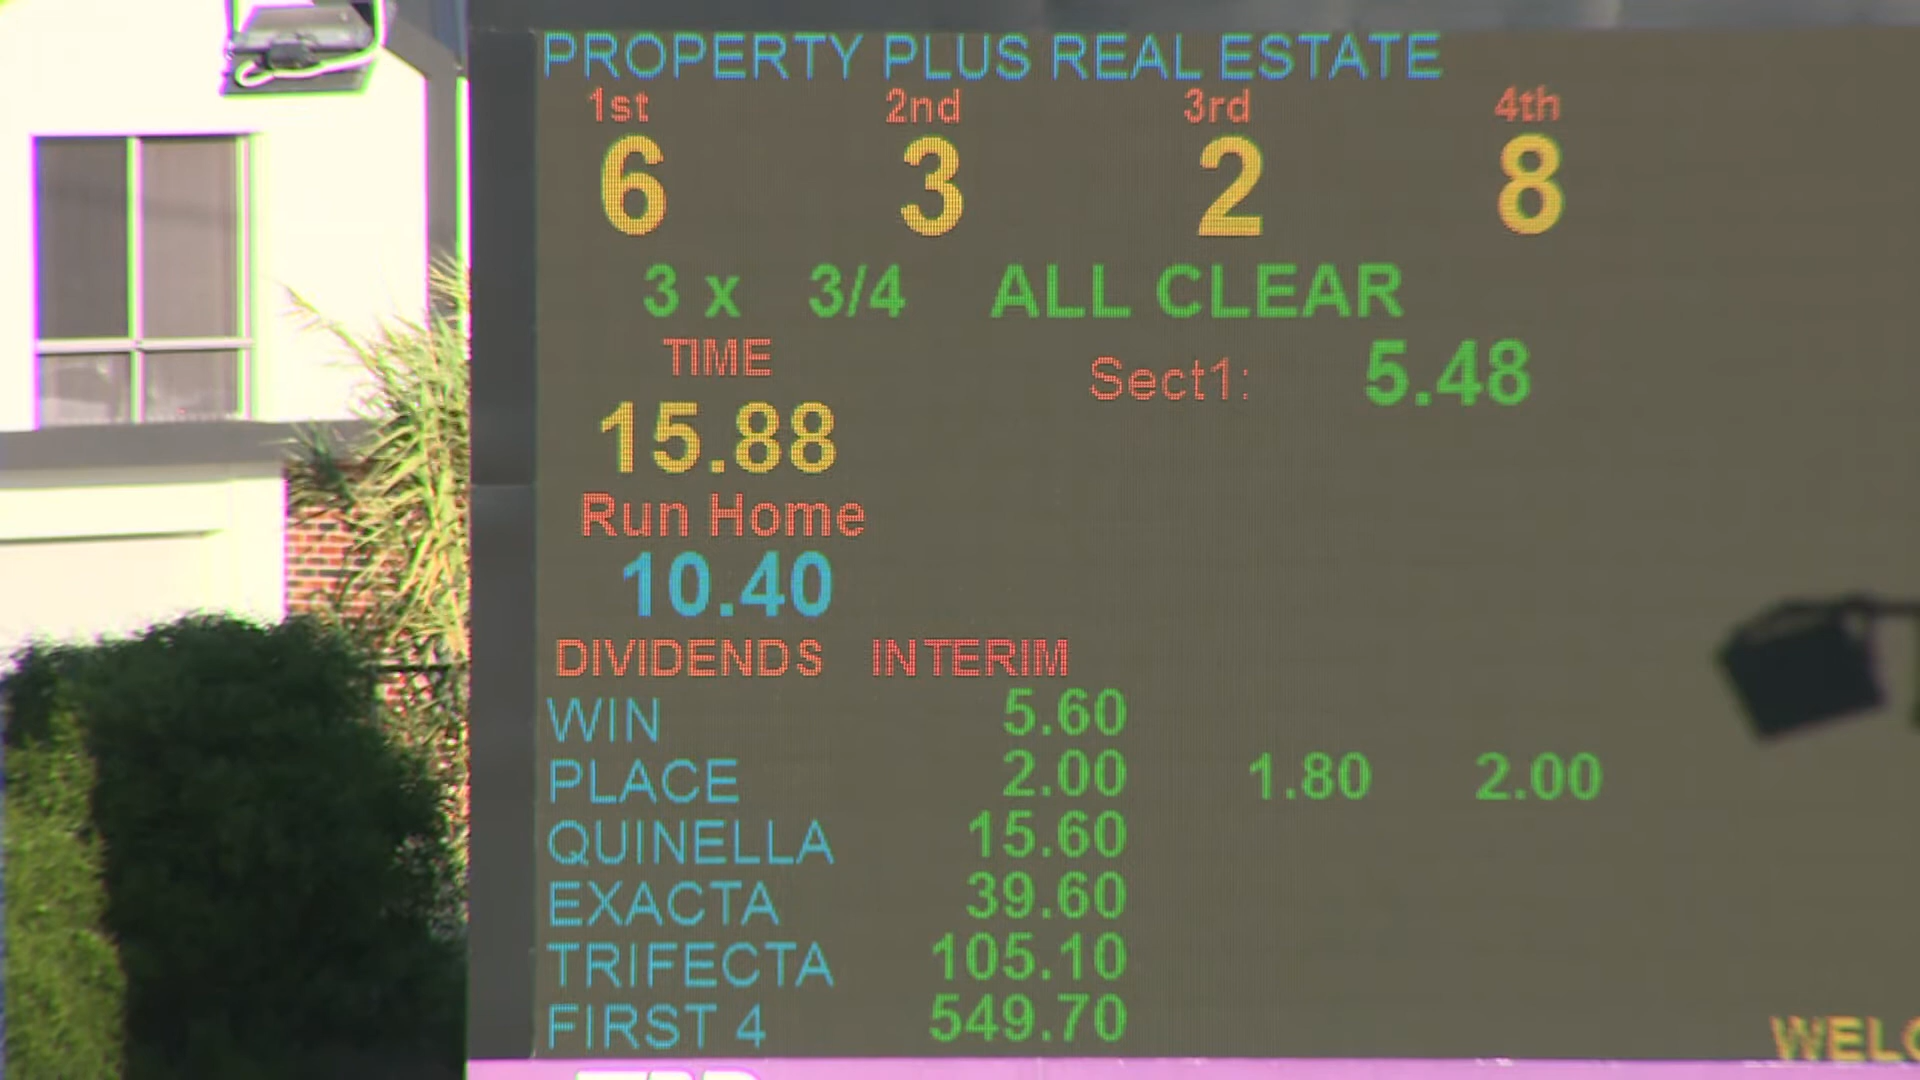 PROPERTY PLUS REAL ESTATE
1st 2nd 3rd 4th
6 3 2 8
3 x 3/4 ALL CLEAR
TIME Sect1: 5.48
15.88
Run Home
10.40
DIVIDENDS INTERIM
WIN 5.60
PLACE 2.00 1.80 2.00
QUINELLA 15.60
EXACTA 39.60
TRIFECTA 105.10
FIRST 4 549.70